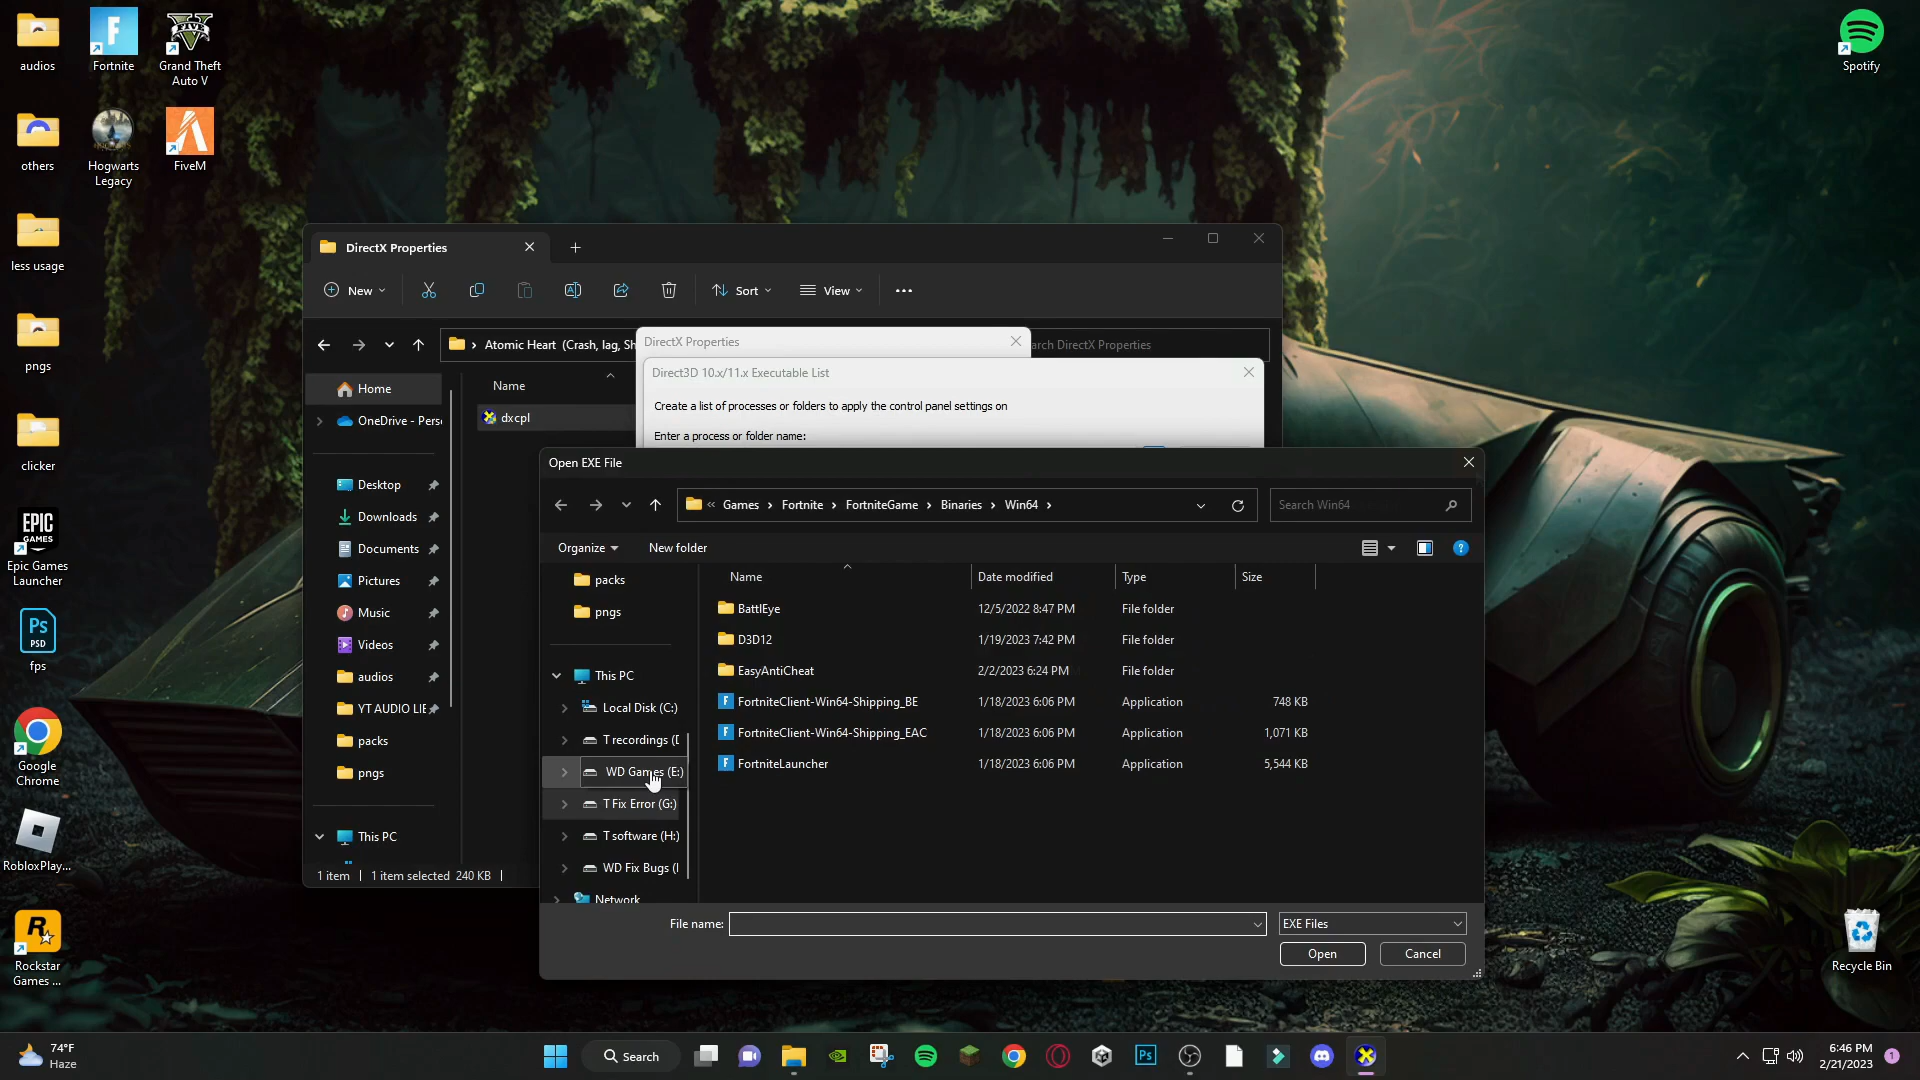 audios
Fortnite
Grand Theft
Auto V
Spotify
others
Hogwarts
Legacy
FiveM
less usage
pngs
clicker
EPIC
GAMES
Epic Games
Launcher
Ps
PSD
fps
Google
Chrome
RobloxPlay...
Rockstar
Games ...
Recycle Bin
DirectX Properties
New
Sort
View
Atomic Heart (Crash, lag, Sh
arch DirectX Properties
Home
OneDrive - Pers
Desktop
Downloads
Documents
Pictures
Music
Videos
audios
YT AUDIO LIE
packs
pngs
This PC
Name
dxcpl
1 item
1 item selected 240 KB
DirectX Properties
Direct3D 10.x/11.x Executable List
Create a list of processes or folders to apply the control panel settings on
Enter a process or folder name:
Open EXE File
« Games › Fortnite › FortniteGame › Binaries › Win64 ›
Search Win64
Organize
New folder
packs
pngs
This PC
Local Disk (C:)
T recordings (D
WD Games (E:)
T Fix Error (G:)
T software (H:)
WD Fix Bugs (I
Network
Name Date modified Type Size
BattlEye 12/5/2022 8:47 PM File folder
D3D12 1/19/2023 7:42 PM File folder
EasyAntiCheat 2/2/2023 6:24 PM File folder
FortniteClient-Win64-Shipping_BE 1/18/2023 6:06 PM Application 748 KB
FortniteClient-Win64-Shipping_EAC 1/18/2023 6:06 PM Application 1,071 KB
FortniteLauncher 1/18/2023 6:06 PM Application 5,544 KB
File name:
EXE Files
Open
Cancel
74°F
Haze
Search
Ps
6:46 PM
2/21/2023
1